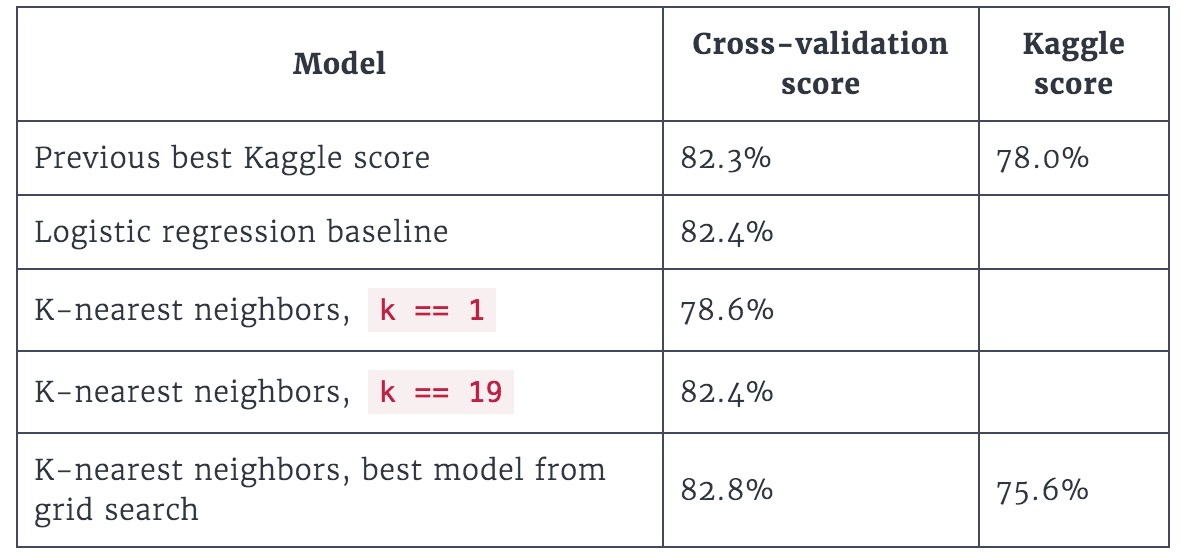 Model
Cross-validation
score
Kaggle
score
Previous best Kaggle score
82.3%
78.0%
Logistic regression baseline
82.4%
K-nearest neighbors, k == 1
78.6%
K-nearest neighbors, k == 19
82.4%
K-nearest neighbors, best model from
grid search
82.8%
75.6%